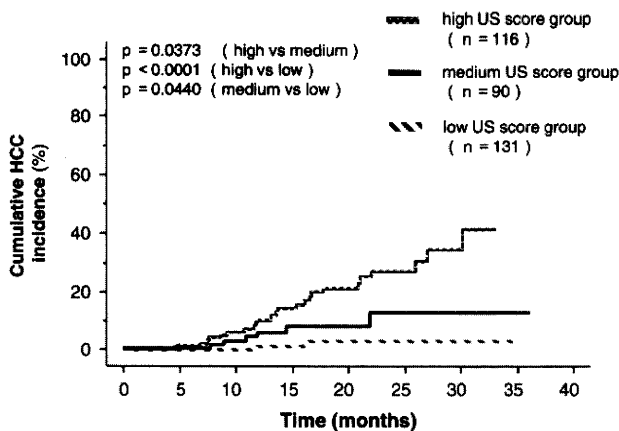 p = 0.0373 ( high vs medium )
p < 0.0001 ( high vs low )
p = 0.0440 ( medium vs low )
high US score group
( n = 116 )
medium US score group
( n = 90 )
low US score group
( n = 131 )
Cumulative HCC
incidence (%)
100
80
60
40
20
0
0 5 10 15 20 25 30 35 40
Time (months)